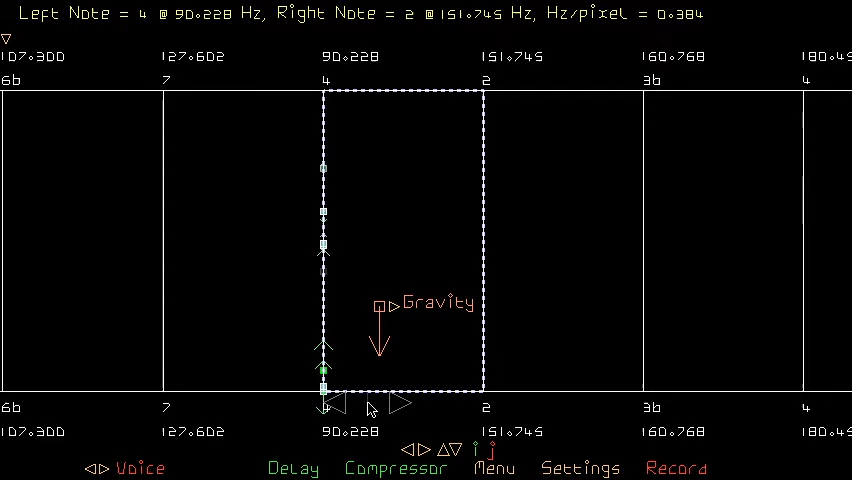 Left Note = 4 @ 90.228 Hz, Right Note = 2 @ 151.745 Hz, Hz/pixel = 0.384
107.300 127.602 90.228 151.745 160.768 180.45
6b 7 4 2 3b 4
Gravity
6b 7 4 2 3b 4
107.300 127.602 90.228 151.745 160.768 180.45
i j
Voice Delay Compressor Menu Settings Record